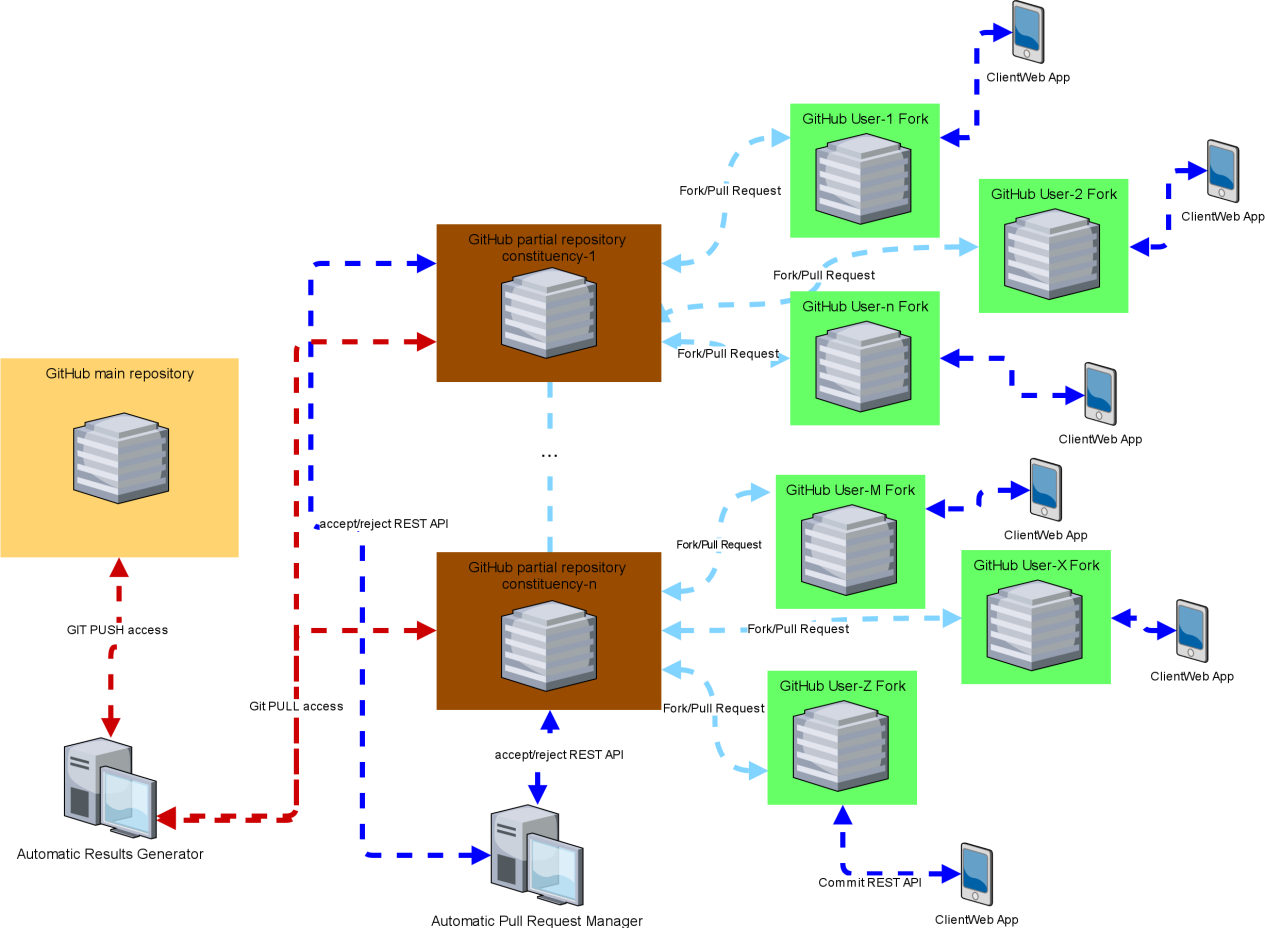 ClientWeb App
GitHub User-1 Fork
Fork/Pull Request
GitHub User-2 Fork
ClientWeb App
GitHub partial repository
constituency-1
Fork/Pull Request
GitHub User-n Fork
Fork/Pull Request
GitHub main repository
ClientWeb App
...
GitHub User-M Fork
accept/reject REST API
ClientWeb App
Fork/Pull Request
GitHub partial repository
constituency-n
GitHub User-X Fork
GIT PUSH access
Fork/Pull Request
ClientWeb App
GitHub User-Z Fork
Git PULL access
Fork/Pull Request
accept/reject REST API
Automatic Results Generator
Commit REST API
Automatic Pull Request Manager
ClientWeb App